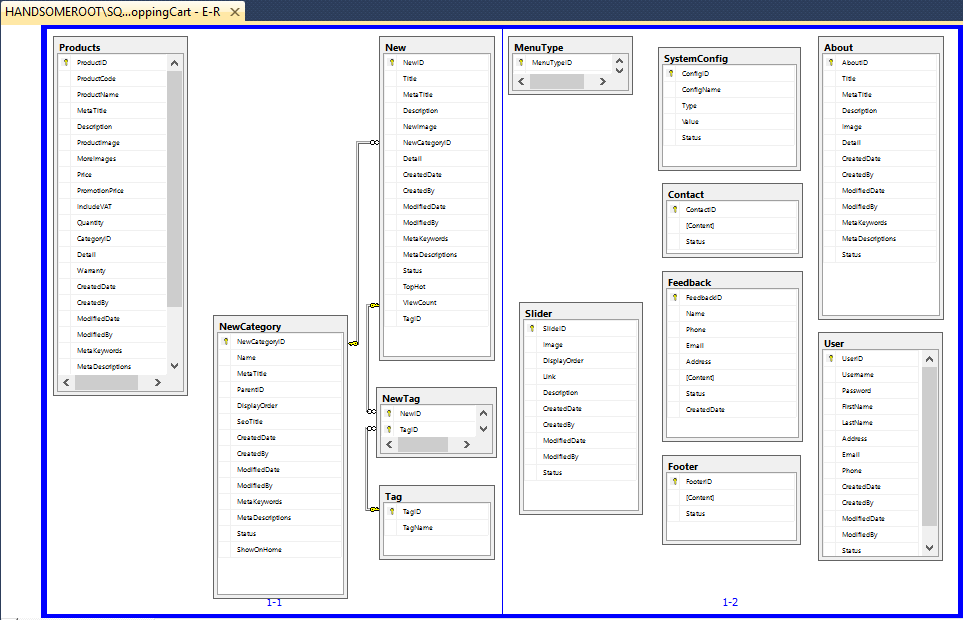 HANDSOMEROOT\SQ...oppingCart - E-R
Products
ProductID
ProductCode
ProductName
MetaTitle
Description
ProductImage
MoreImages
Price
PromotionPrice
IncludeVAT
Quantity
CategoryID
Detail
Warranty
CreatedDate
CreatedBy
ModifiedDate
ModifiedBy
MetaKeywords
MetaDescriptions
NewCategory
NewCategoryID
Name
MetaTitle
ParentID
DisplayOrder
SeoTitle
CreatedDate
CreatedBy
ModifiedDate
ModifiedBy
MetaKeywords
MetaDescriptions
Status
ShowOnHome
New
NewID
Title
MetaTitle
Description
NewImage
NewCategoryID
Detail
CreatedDate
CreatedBy
ModifiedDate
ModifiedBy
MetaKeywords
MetaDescriptions
Status
TopHot
ViewCount
TagID
NewTag
NewID
TagID
Tag
TagID
TagName
1-1
MenuType
MenuTypeID
Slider
SlideID
Image
DisplayOrder
Link
Description
CreatedDate
CreatedBy
ModifiedDate
ModifiedBy
Status
SystemConfig
ConfigID
ConfigName
Type
Value
Status
Contact
ContactID
[Content]
Status
Feedback
FeedbackID
Name
Phone
Email
Address
[Content]
Status
CreatedDate
Footer
FooterID
[Content]
Status
About
AboutID
Title
MetaTitle
Description
Image
Detail
CreatedDate
CreatedBy
ModifiedDate
ModifiedBy
MetaKeywords
MetaDescriptions
Status
User
UserID
Username
Password
FirstName
LastName
Address
Email
Phone
CreatedDate
CreatedBy
ModifiedDate
ModifiedBy
Status
1-2